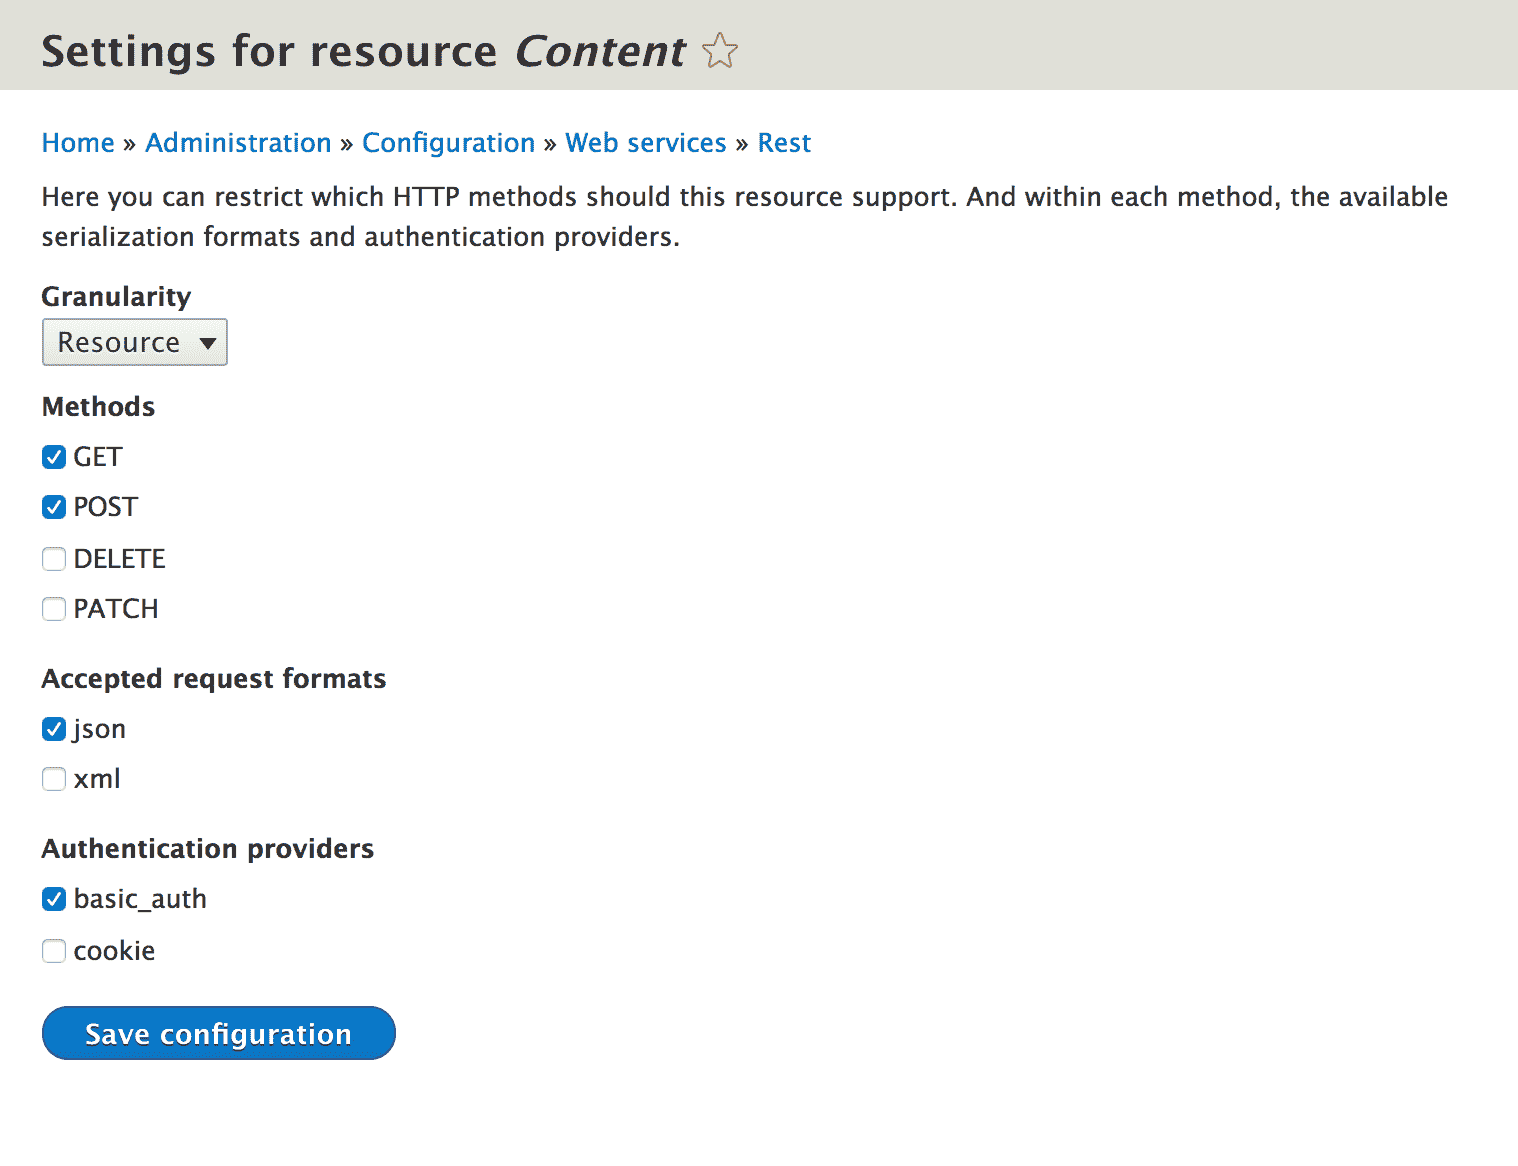 Settings for resource Content
Home » Administration » Configuration » Web services » Rest
Here you can restrict which HTTP methods should this resource support. And within each method, the available
serialization formats and authentication providers.
Granularity
Resource
Methods
GET
POST
DELETE
PATCH
Accepted request formats
json
xml
Authentication providers
basic_auth
cookie
Save configuration